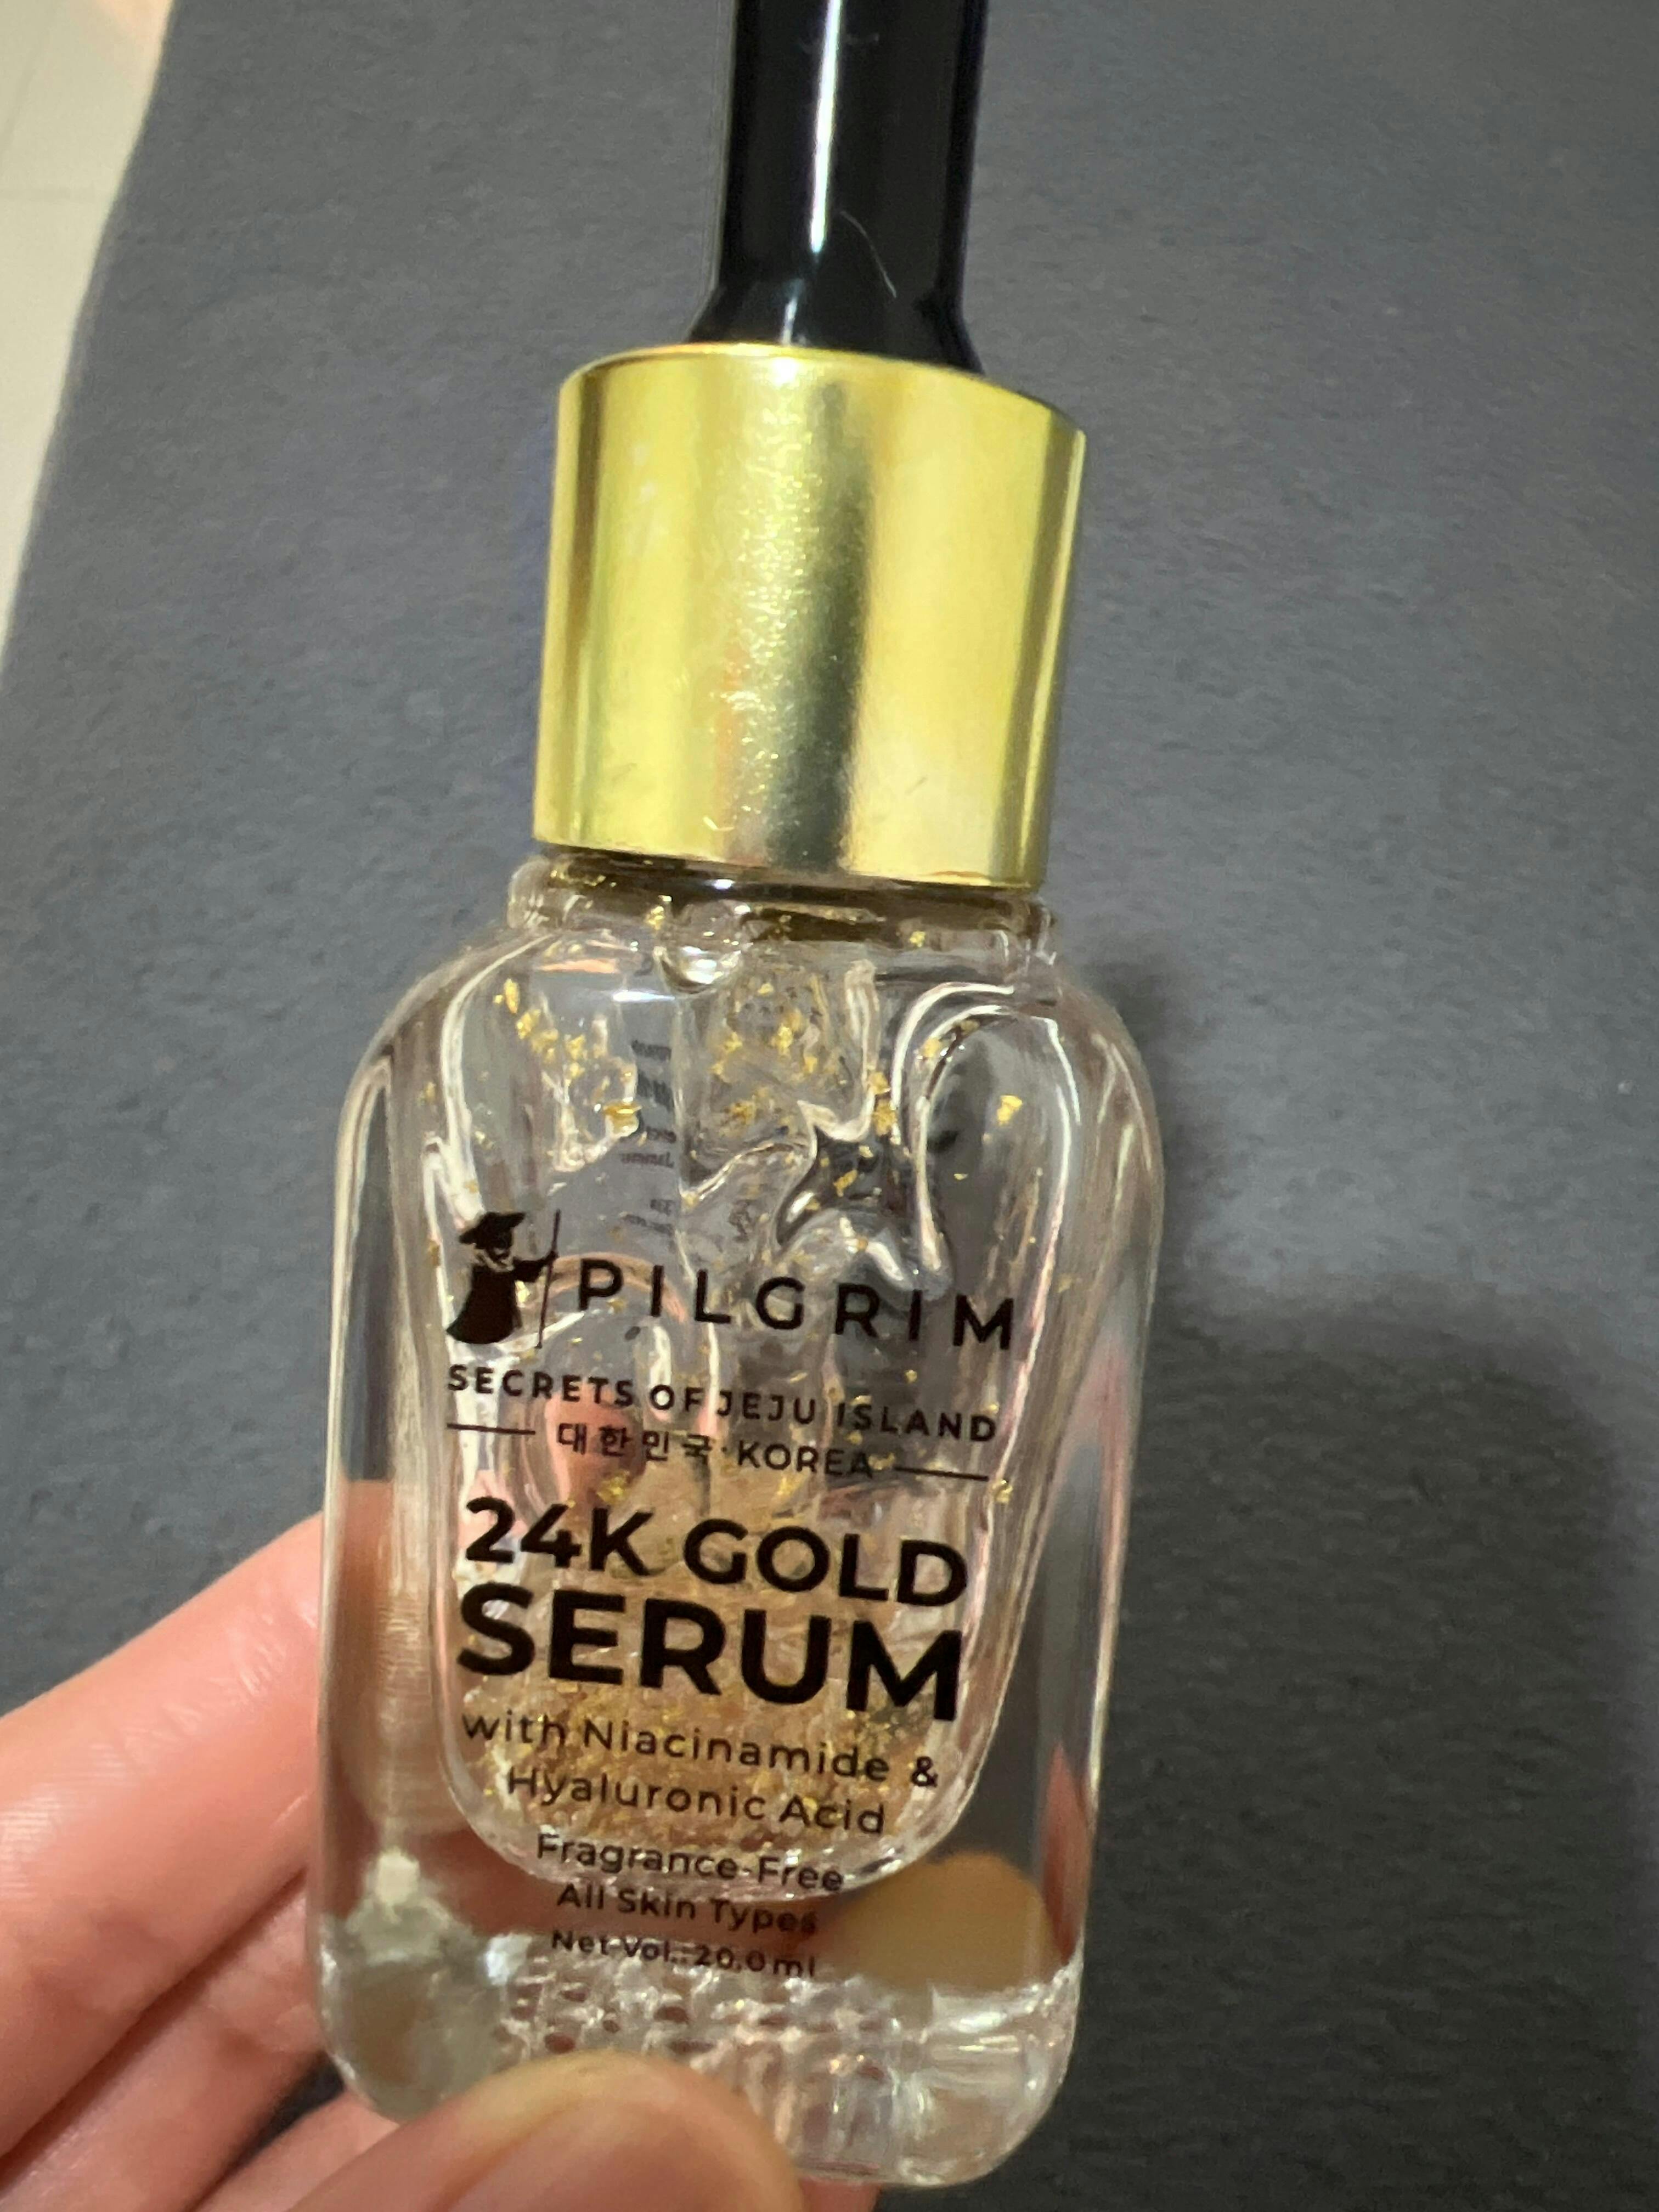 PILGRIM
SECRETS OF JEJU ISLAND
대한민국·KOREA
24K GOLD
SERUM
with Niacinamide &
Hyaluronic Acid
Fragrance-Free
All Skin Types
Net Vol.: 20.0ml